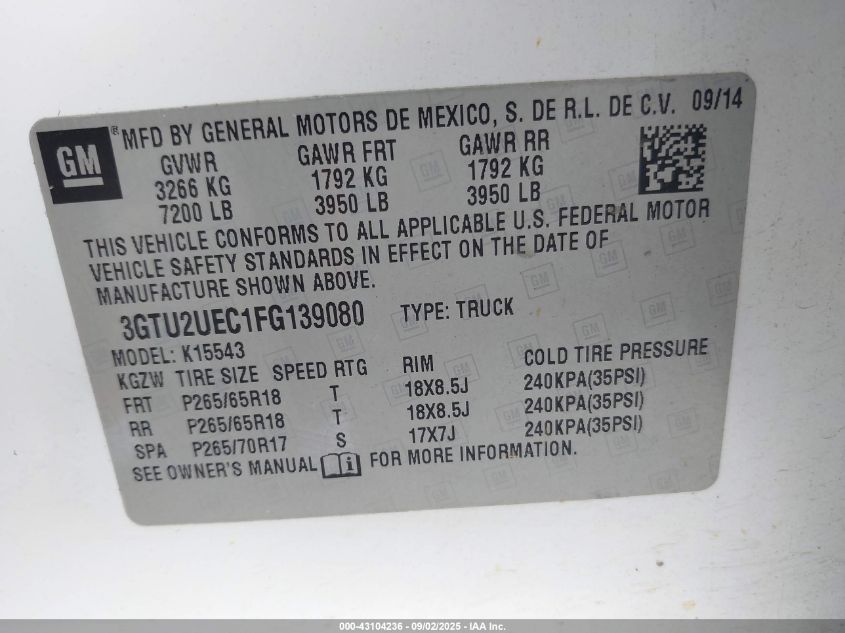 GM ® MFD BY GENERAL MOTORS DE MEXICO, S. DE R.L. DE C.V. 09/14
GVWR GAWR FRT GAWR RR
3266 KG 1792 KG 1792 KG
7200 LB 3950 LB 3950 LB
THIS VEHICLE CONFORMS TO ALL APPLICABLE U.S. FEDERAL MOTOR
VEHICLE SAFETY STANDARDS IN EFFECT ON THE DATE OF
MANUFACTURE SHOWN ABOVE.
3GTU2UEC1FG139080 TYPE: TRUCK
MODEL: K15543
KGZW TIRE SIZE SPEED RTG RIM COLD TIRE PRESSURE
FRT P265/65R18 T 18X8.5J 240KPA(35PSI)
RR P265/65R18 T 18X8.5J 240KPA(35PSI)
SPA P265/70R17 S 17X7J 240KPA(35PSI)
SEE OWNER'S MANUAL FOR MORE INFORMATION.
000-43104236 - 09/02/2025 - IAA Inc.